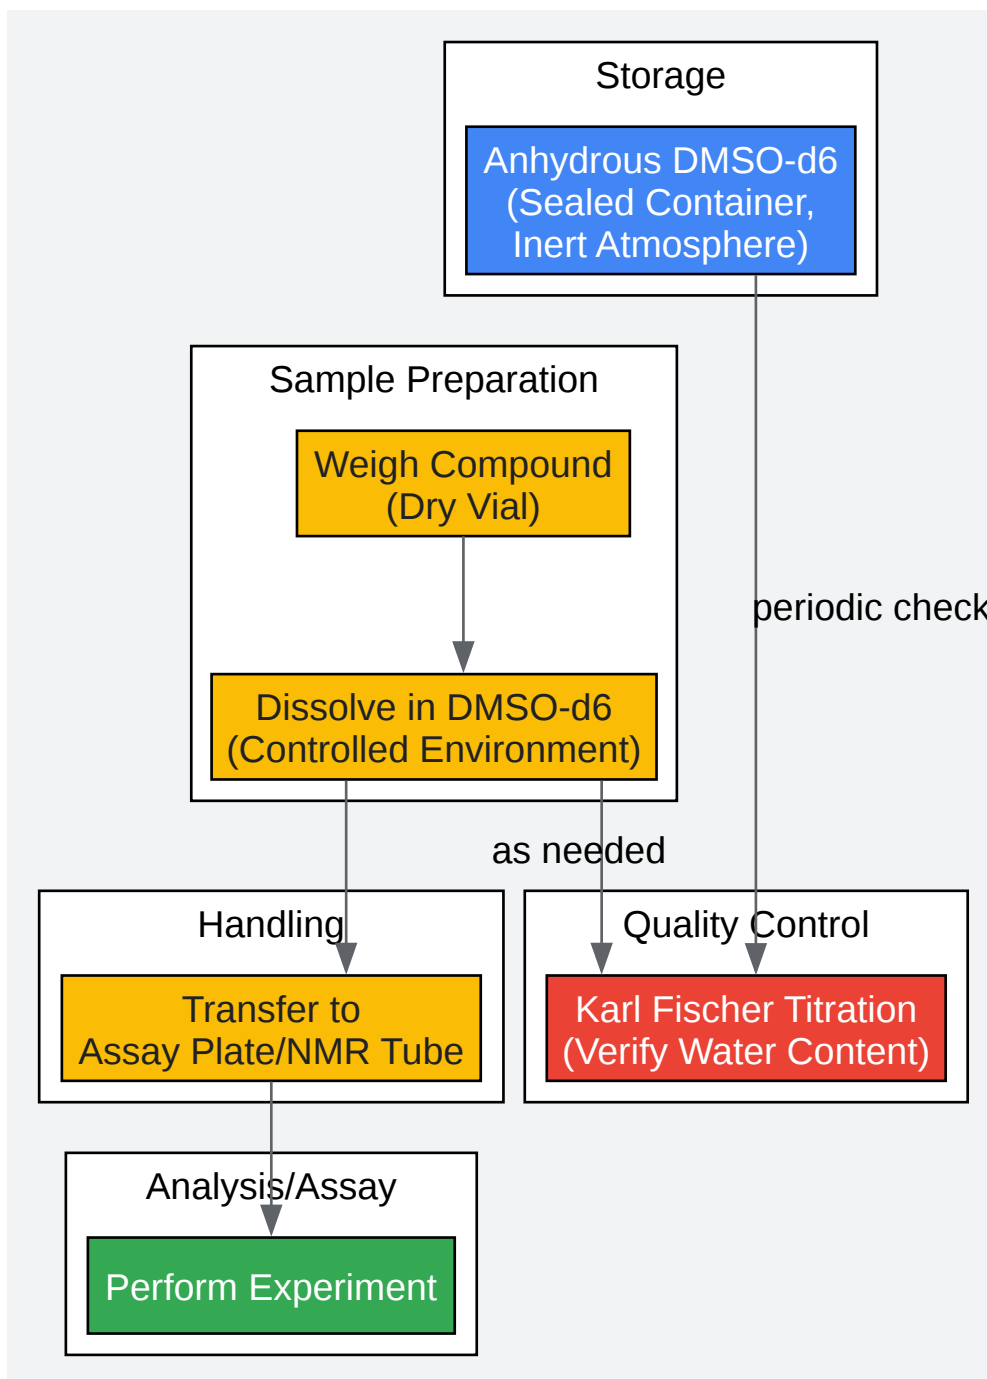 Storage
Anhydrous DMSO-d6
(Sealed Container,
Inert Atmosphere)
Sample Preparation
Weigh Compound
(Dry Vial)
periodic check
Dissolve in DMSO-d6
(Controlled Environment)
as needed
Handling
Quality Control
Transfer to
Assay Plate/NMR Tube
Karl Fischer Titration
(Verify Water Content)
Analysis/Assay
Perform Experiment